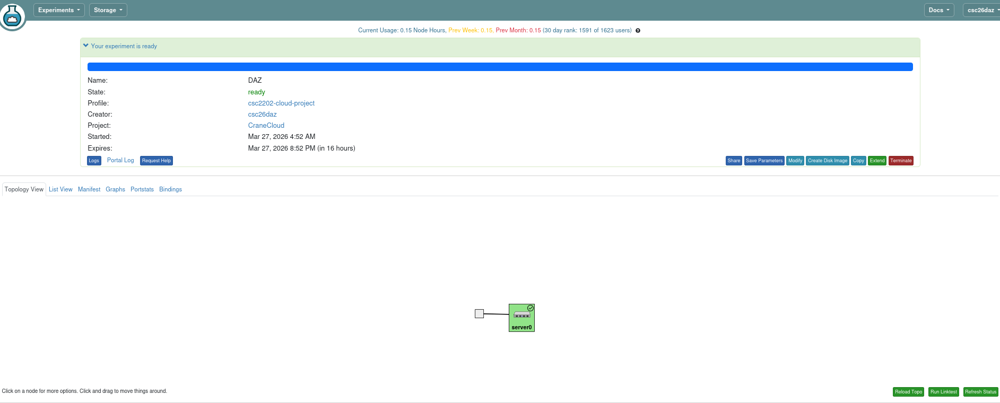 Experiments Storage Docs csc26daz
Current Usage: 0.15 Node Hours, Prev Week: 0.15, Prev Month: 0.15 (30 day rank: 1591 of 1623 users)
Your experiment is ready
Name: DAZ
State: ready
Profile: csc2202-cloud-project
Creator: csc26daz
Project: CraneCloud
Started: Mar 27, 2026 4:52 AM
Expires: Mar 27, 2026 8:52 PM (in 16 hours)
Logs Portal Log Request Help Share Save Parameters Modify Create Disk Image Copy Extend Terminate
Topology View List View Manifest Graphs Portstats Bindings
server0
Click on a node for more options. Click and drag to move things around. Reload Topo Run Linktest Refresh Status